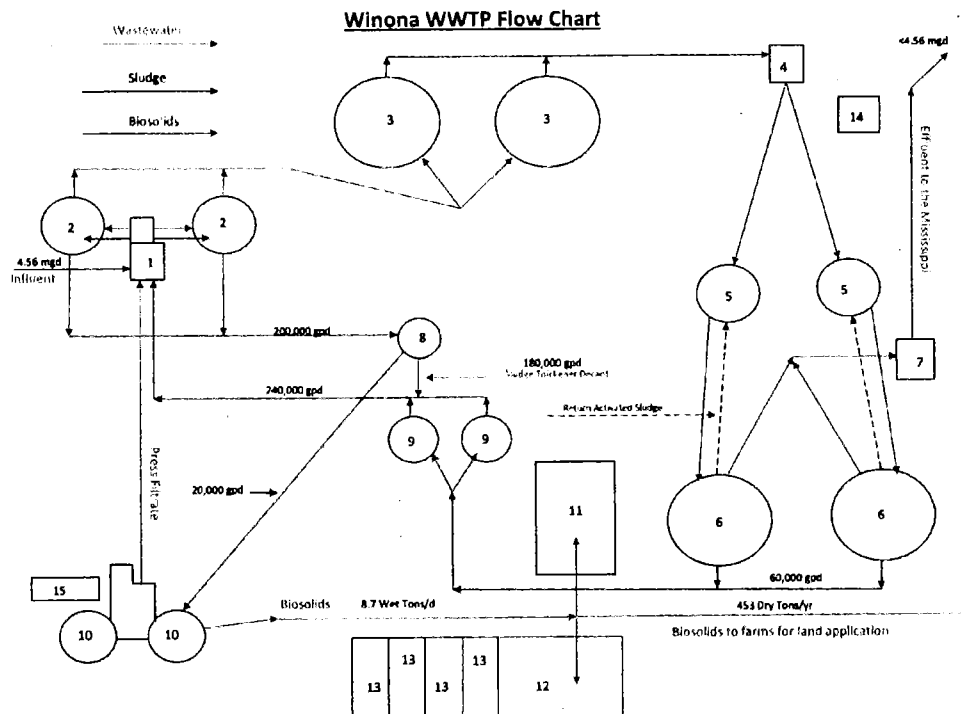 Winona WWTP Flow Chart
Wastewater
Sludge
Biosolids
<4.56 mgd
4
3
3
14
Effluent to the Mississippi
2
2
4.56 mgd
1
Influent
5
5
200,000 gpd
8
180,000 gpd
Sludge Thickener Decant
7
240,000 gpd
Return Activated Sludge
9
9
Press Filtrate
20,000 gpd
11
6
6
60,000 gpd
15
Biosolids
8.7 Wet Tons/d
453 Dry Tons/yr
10
10
Biosolids to farms for land application
13
13
13
13
12